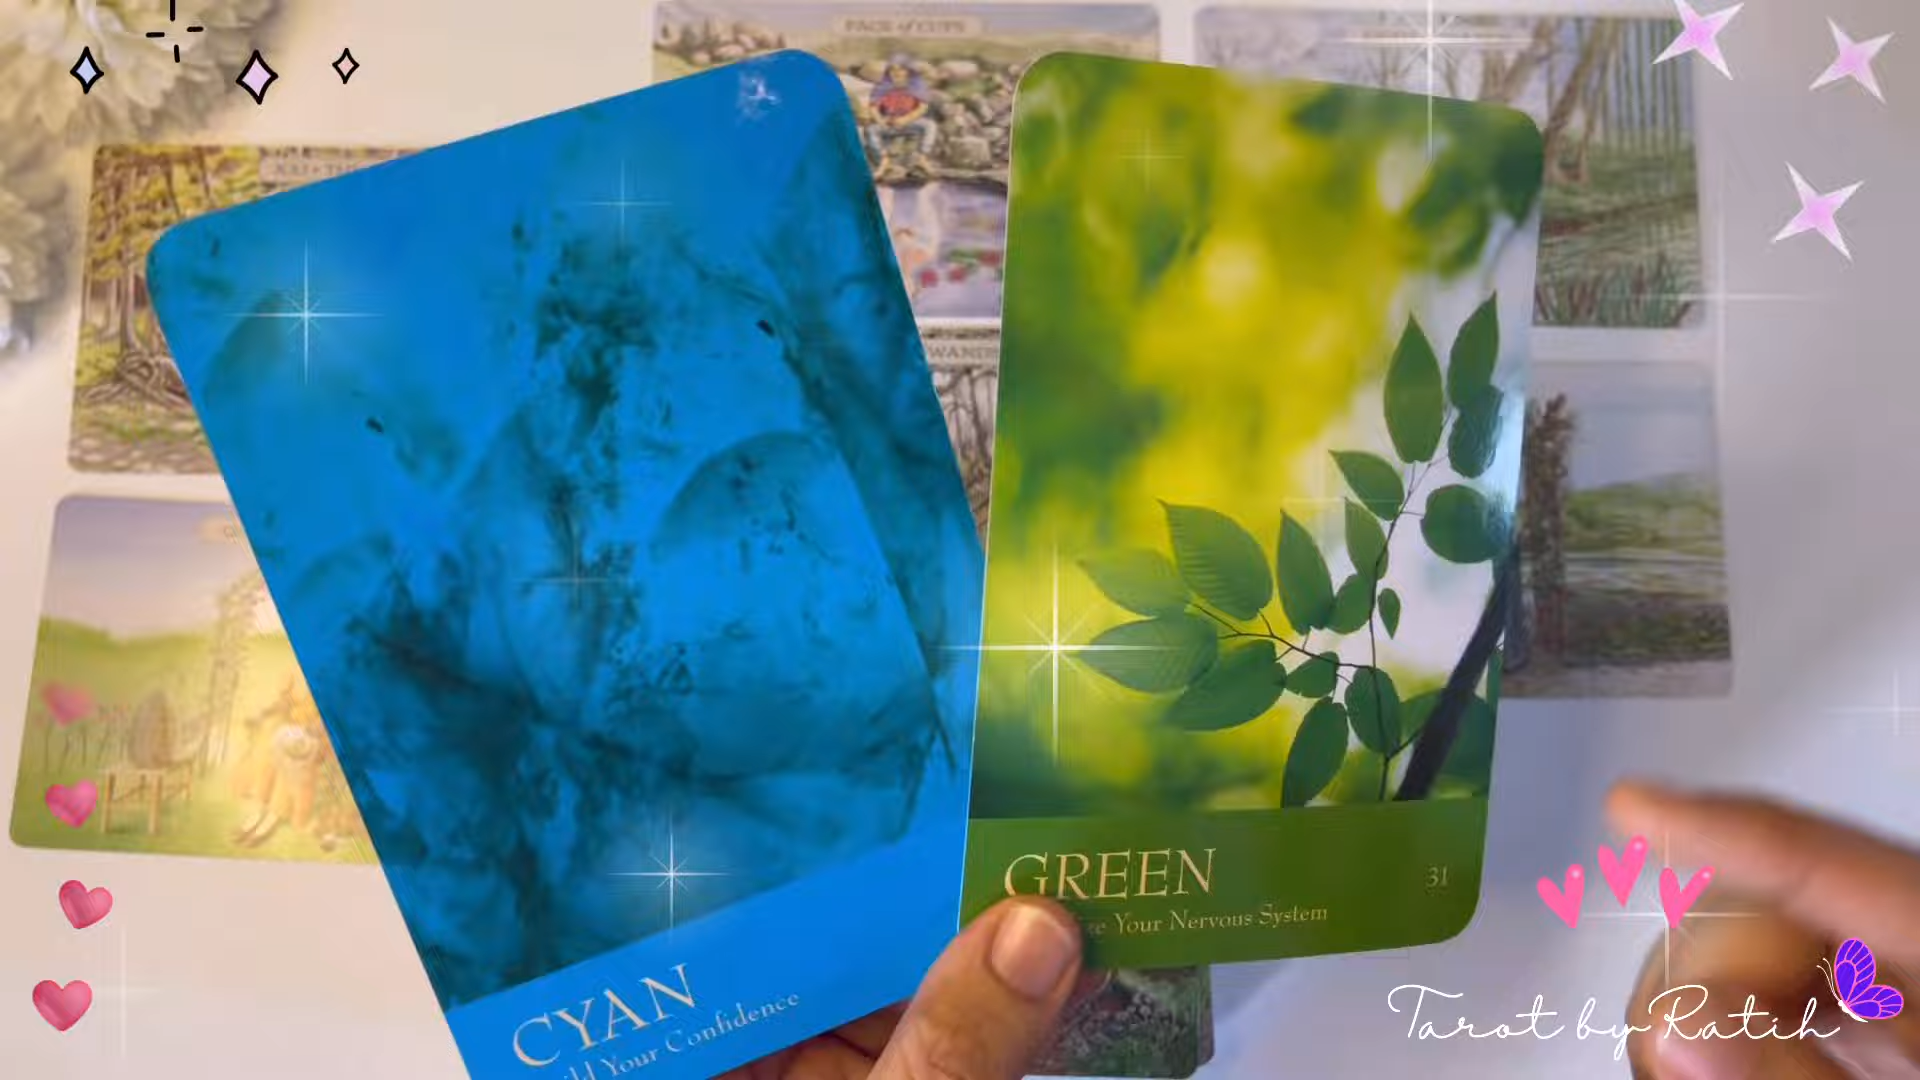 PAGE of CUPS
WANDS
GREEN
31
Your Nervous System
CYAN
Your Confidence
Tarot by Ratih